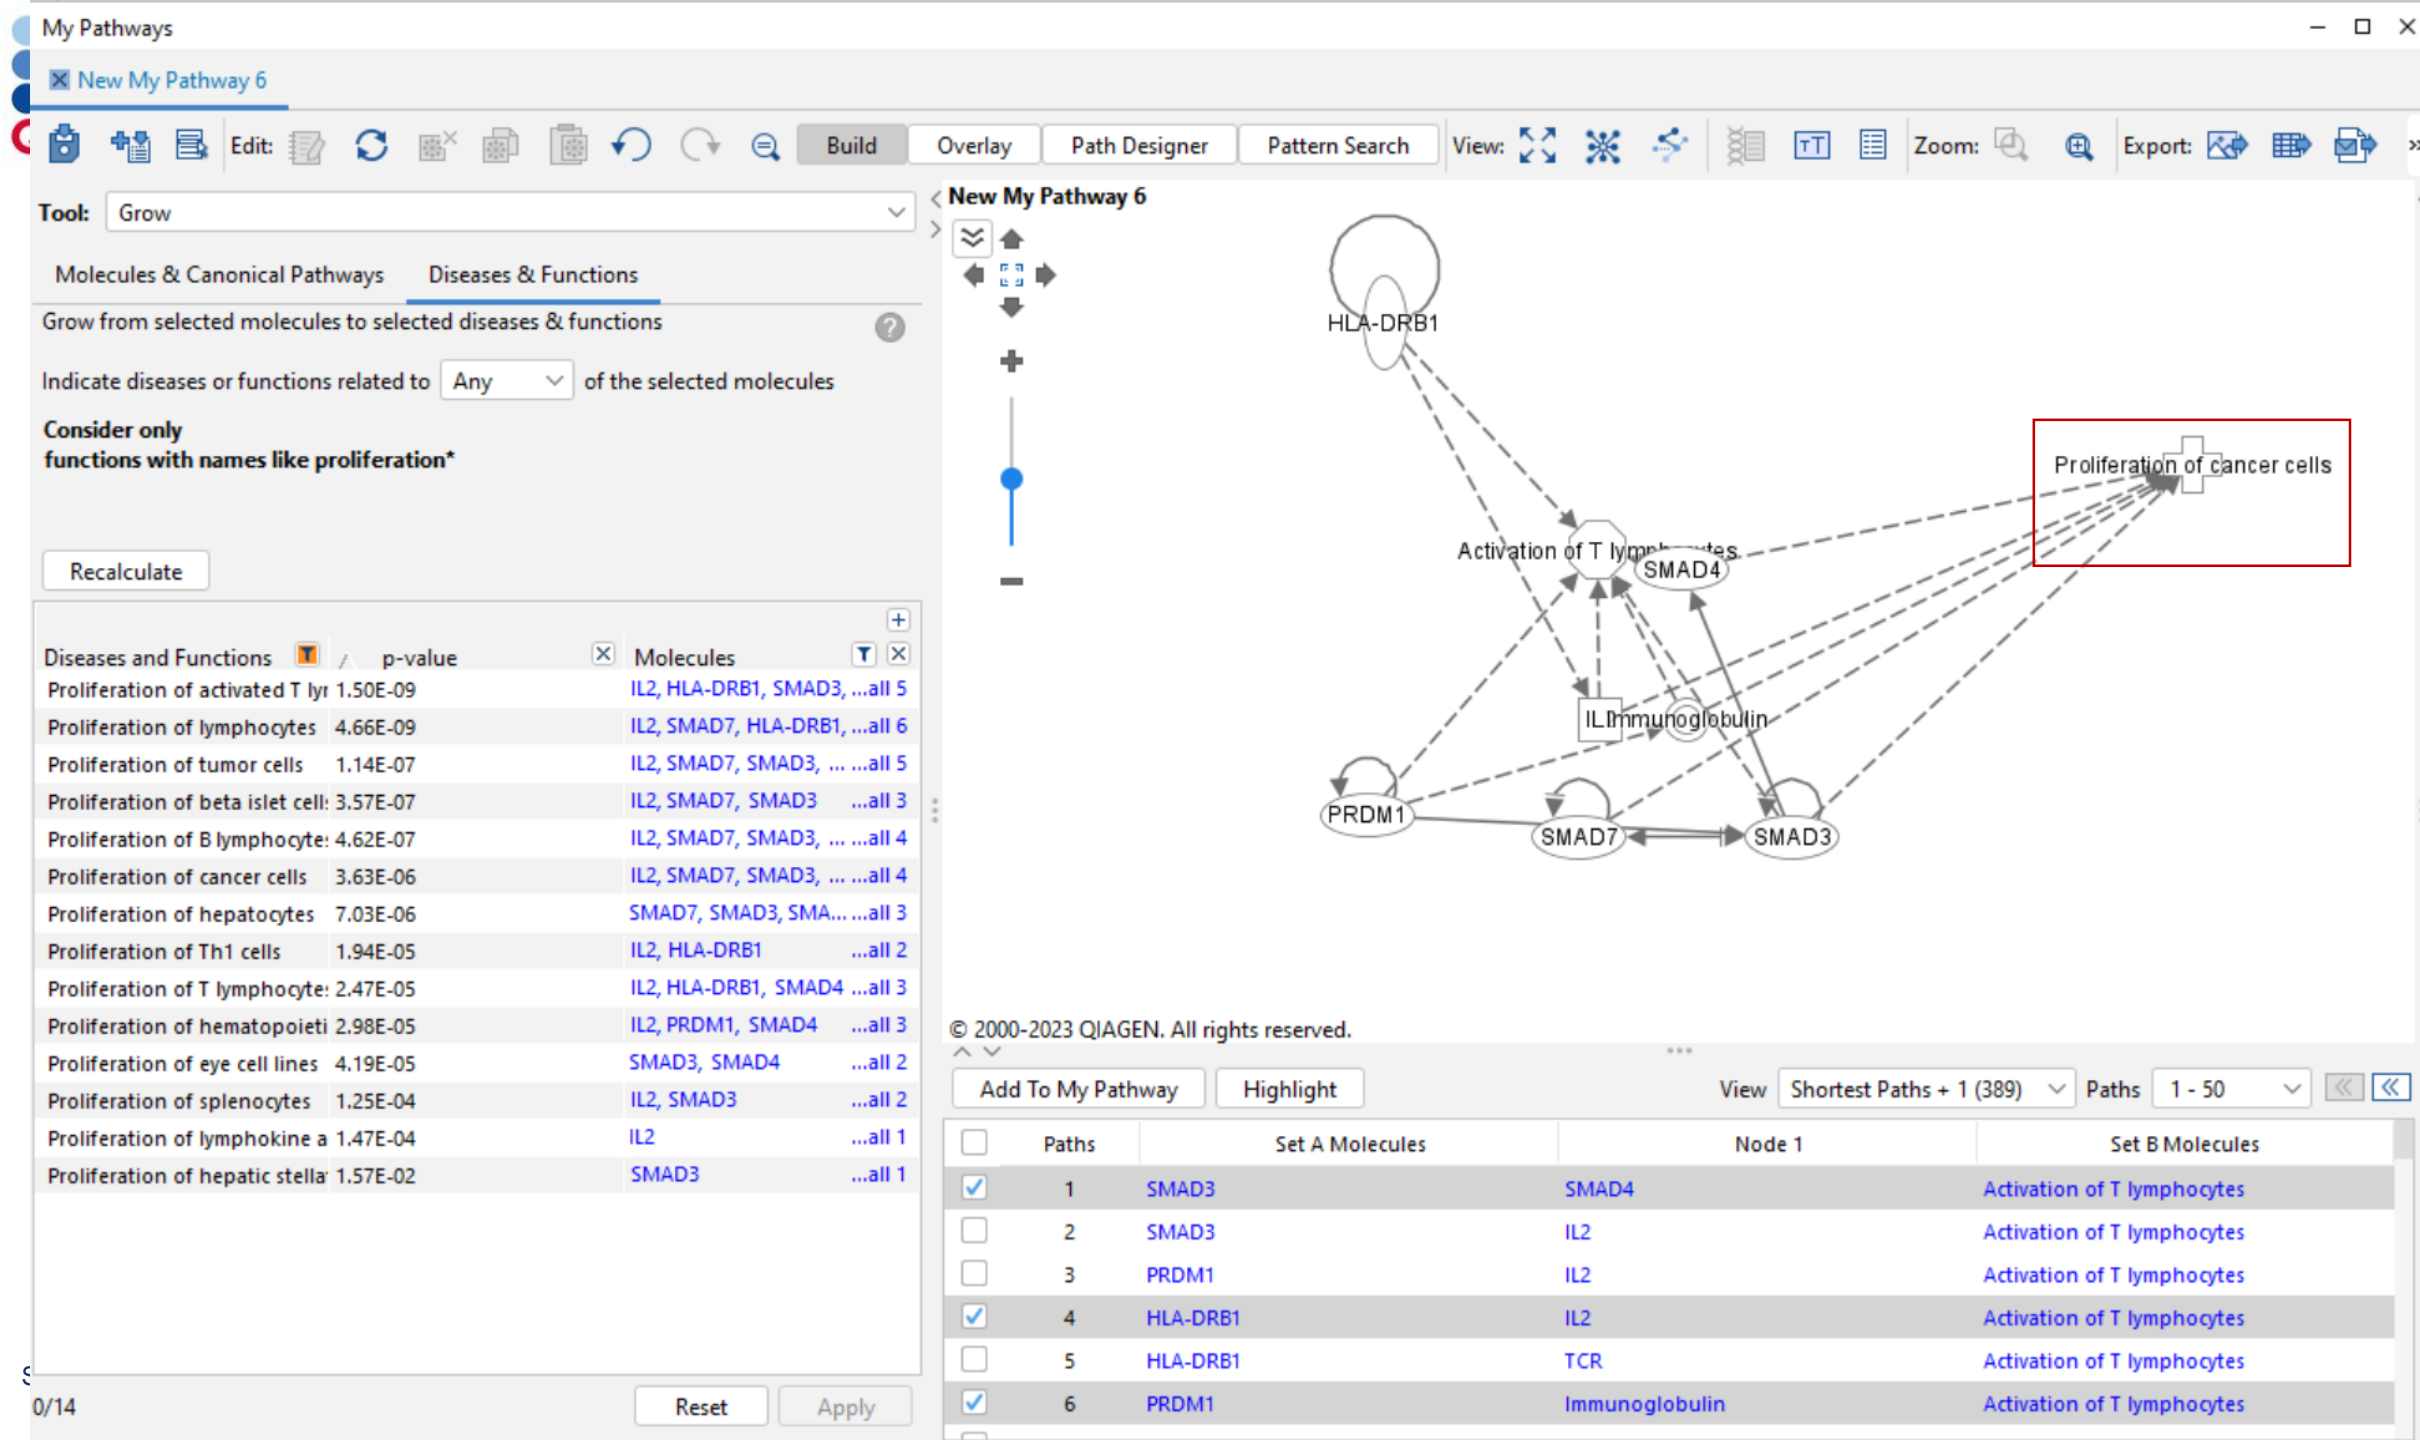 My Pathways
New My Pathway 6
Edit:
Build
Overlay
Path Designer
Pattern Search
View:
Zoom:
Export:
Tool: Grow
Molecules & Canonical Pathways
Diseases & Functions
Grow from selected molecules to selected diseases & functions
?
Indicate diseases or functions related to Any of the selected molecules
Consider only
functions with names like proliferation*
Recalculate
Diseases and Functions p-value Molecules
Proliferation of activated T lyr 1.50E-09 IL2, HLA-DRB1, SMAD3, ...all 5
Proliferation of lymphocytes 4.66E-09 IL2, SMAD7, HLA-DRB1, ...all 6
Proliferation of tumor cells 1.14E-07 IL2, SMAD7, SMAD3, ... ...all 5
Proliferation of beta islet cell 3.57E-07 IL2, SMAD7, SMAD3 ...all 3
Proliferation of B lymphocyte 4.62E-07 IL2, SMAD7, SMAD3, ... ...all 4
Proliferation of cancer cells 3.63E-06 IL2, SMAD7, SMAD3, ... ...all 4
Proliferation of hepatocytes 7.03E-06 SMAD7, SMAD3, SMA... ...all 3
Proliferation of Th1 cells 1.94E-05 IL2, HLA-DRB1 ...all 2
Proliferation of T lymphocyte 2.47E-05 IL2, HLA-DRB1, SMAD4 ...all 3
Proliferation of hematopoieti 2.98E-05 IL2, PRDM1, SMAD4 ...all 3
Proliferation of eye cell lines 4.19E-05 SMAD3, SMAD4 ...all 2
Proliferation of splenocytes 1.25E-04 IL2, SMAD3 ...all 2
Proliferation of lymphokine a 1.47E-04 IL2 ...all 1
Proliferation of hepatic stella 1.57E-02 SMAD3 ...all 1
0/14
Reset
Apply
New My Pathway 6
HLA-DRB1
Proliferation of cancer cells
Activation of T lymphocytes
SMAD4
Immunoglobulin
PRDM1
SMAD7
SMAD3
© 2000-2023 QIAGEN. All rights reserved.
Add To My Pathway
Highlight
View Shortest Paths + 1 (389) Paths 1 - 50
Paths Set A Molecules Node 1 Set B Molecules
1 SMAD3 SMAD4 Activation of T lymphocytes
2 SMAD3 IL2 Activation of T lymphocytes
3 PRDM1 IL2 Activation of T lymphocytes
4 HLA-DRB1 IL2 Activation of T lymphocytes
5 HLA-DRB1 TCR Activation of T lymphocytes
6 PRDM1 Immunoglobulin Activation of T lymphocytes